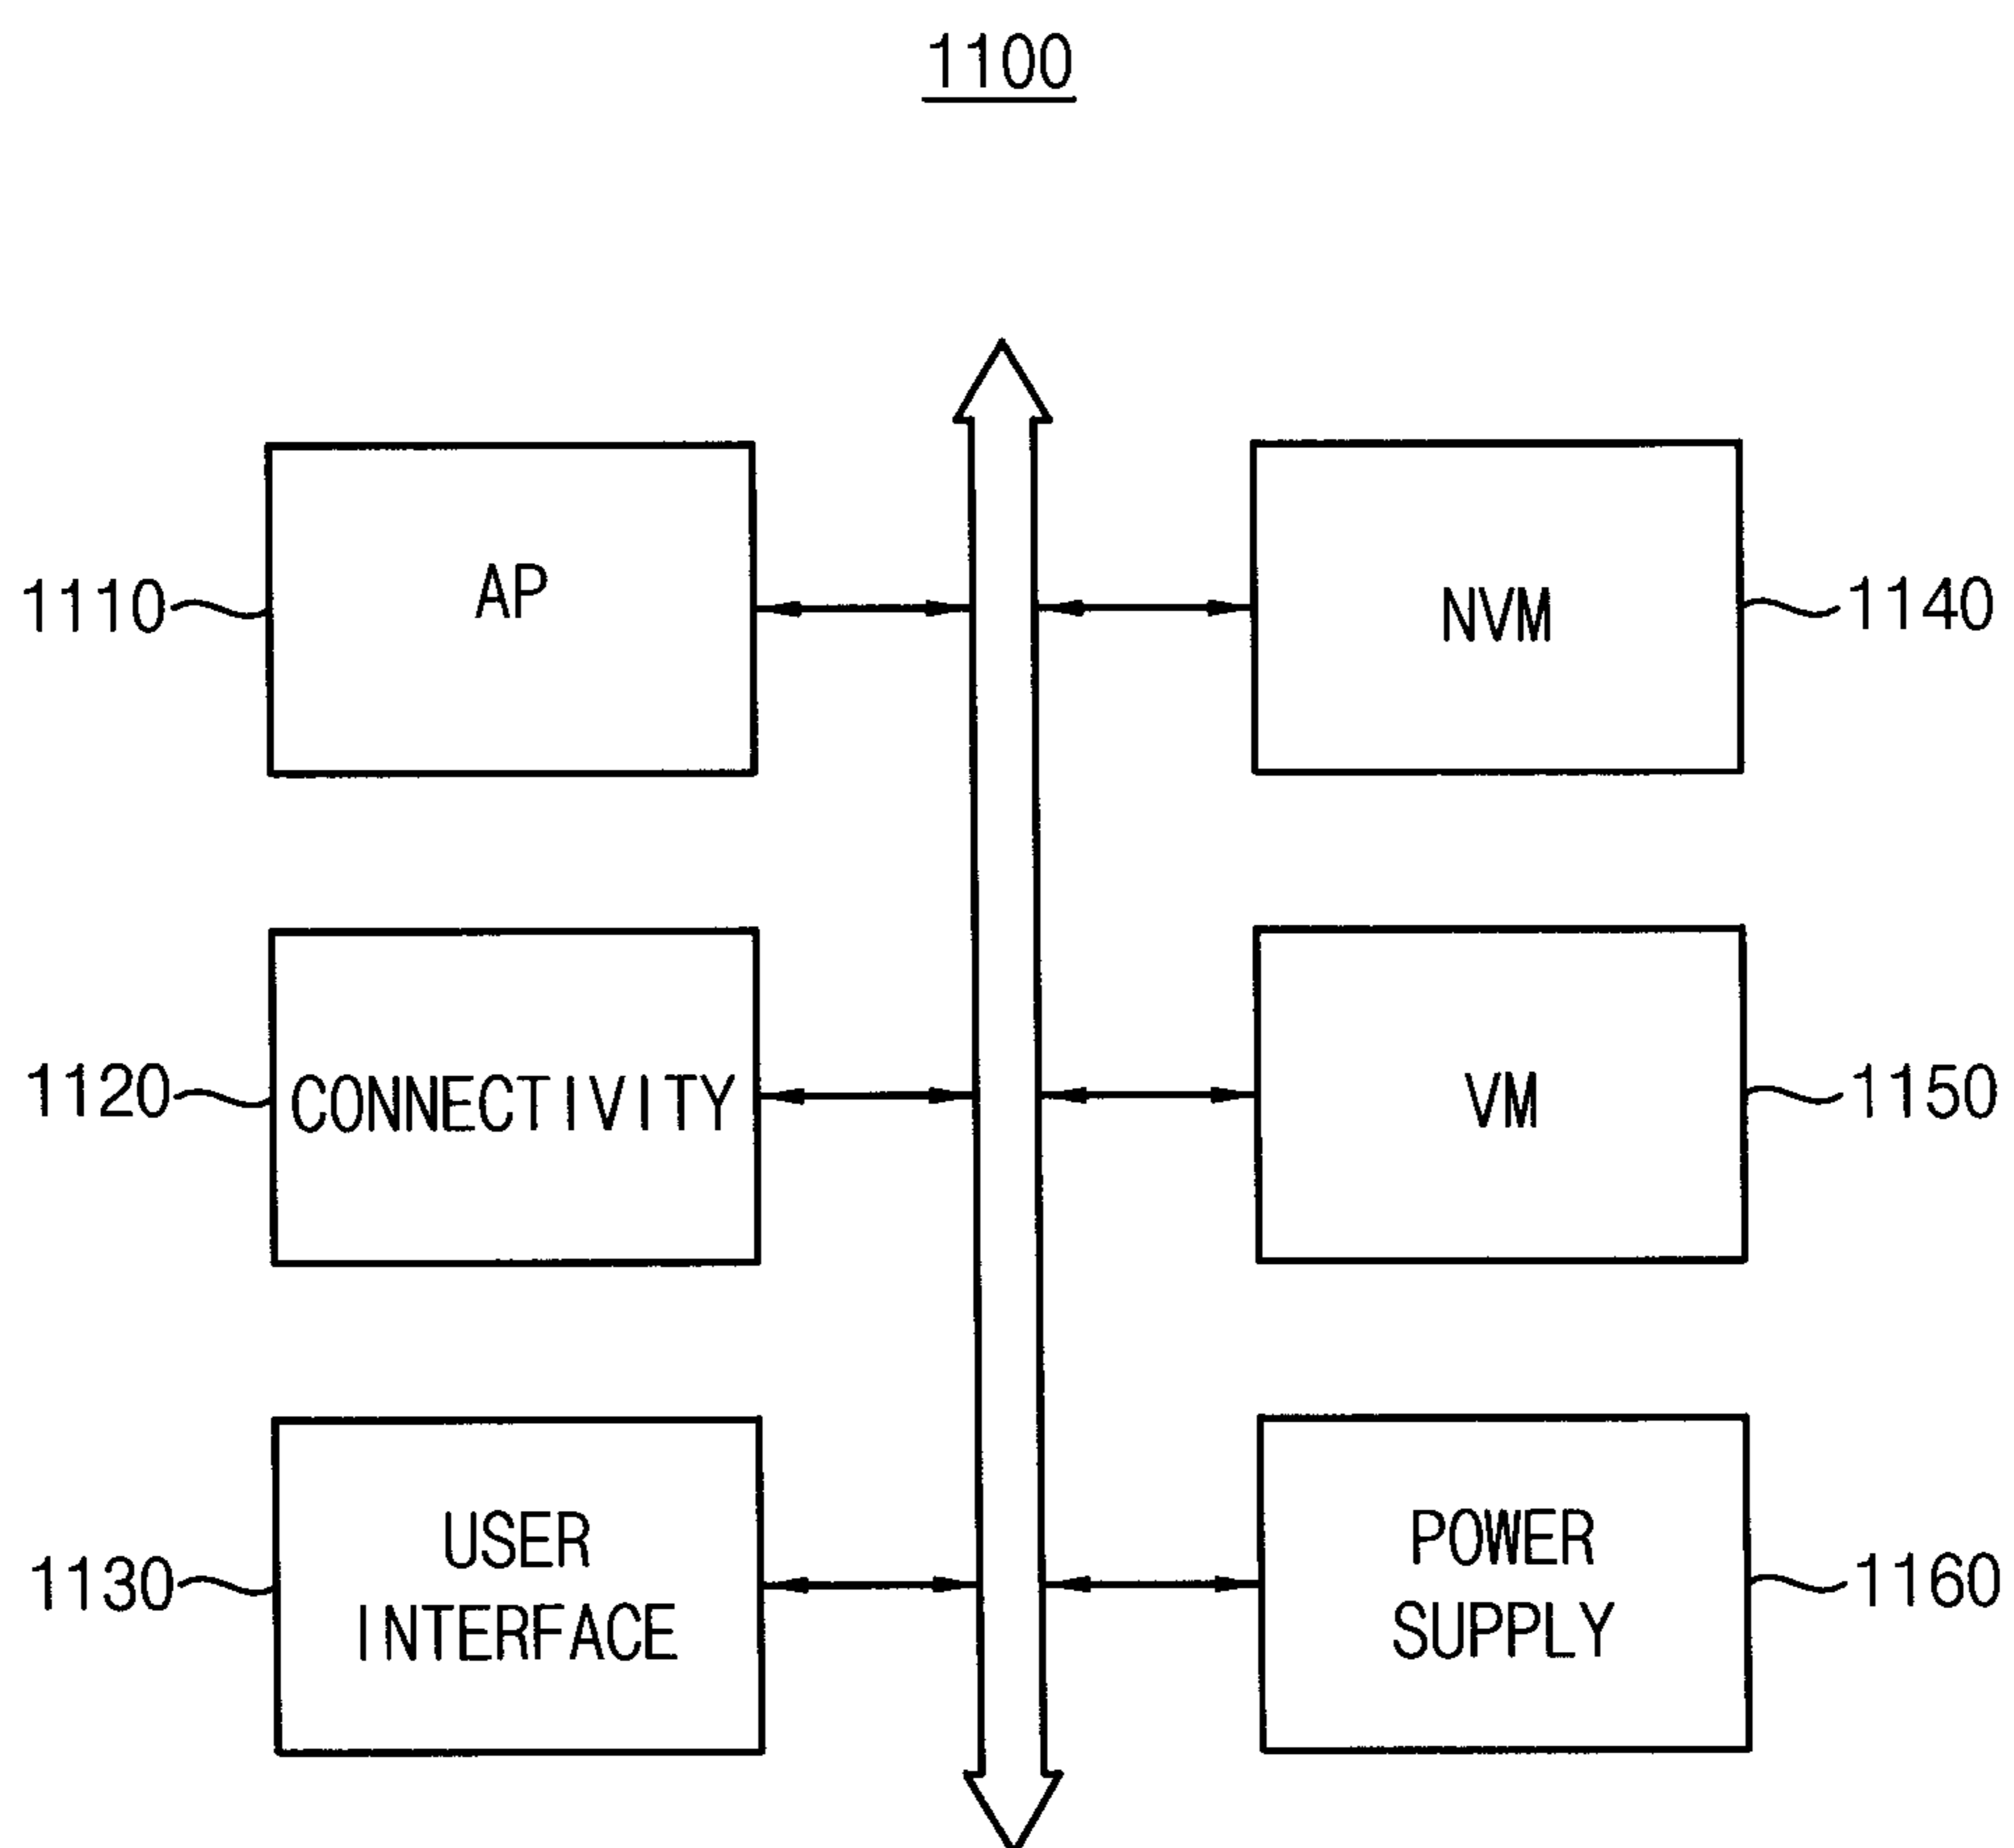 1100
1110
AP
NVM
1140
1120
CONNECTIVITY
VM
1150
1130
USER
INTERFACE
POWER
SUPPLY
1160